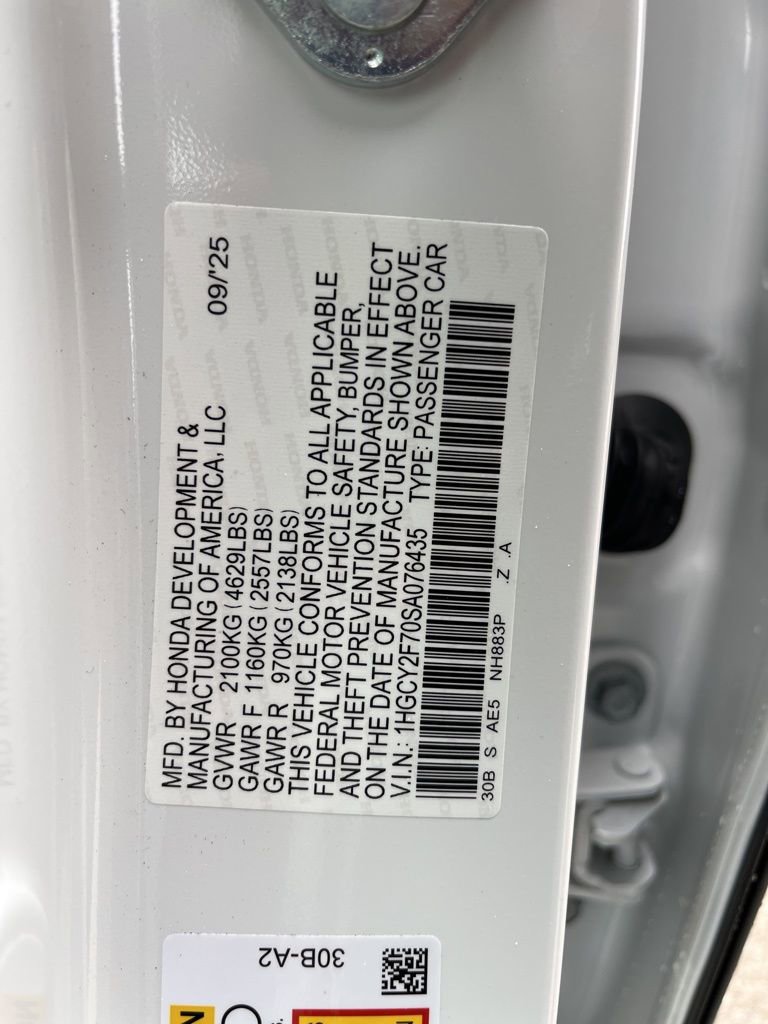 MFD. BY HONDA DEVELOPMENT &
MANUFACTURING OF AMERICA, LLC 09/'25
GVWR 2100KG(4629LBS)
GAWR F 1160KG(2557LBS)
GAWR R 970KG(2138LBS)
THIS VEHICLE CONFORMS TO ALL APPLICABLE
FEDERAL MOTOR VEHICLE SAFETY, BUMPER,
AND THEFT PREVENTION STANDARDS IN EFFECT
ON THE DATE OF MANUFACTURE SHOWN ABOVE.
V.I.N.: 1HGCY2F70SA076435 TYPE: PASSENGER CAR
30B S AE5 NH883P .Z .A
30B-A2